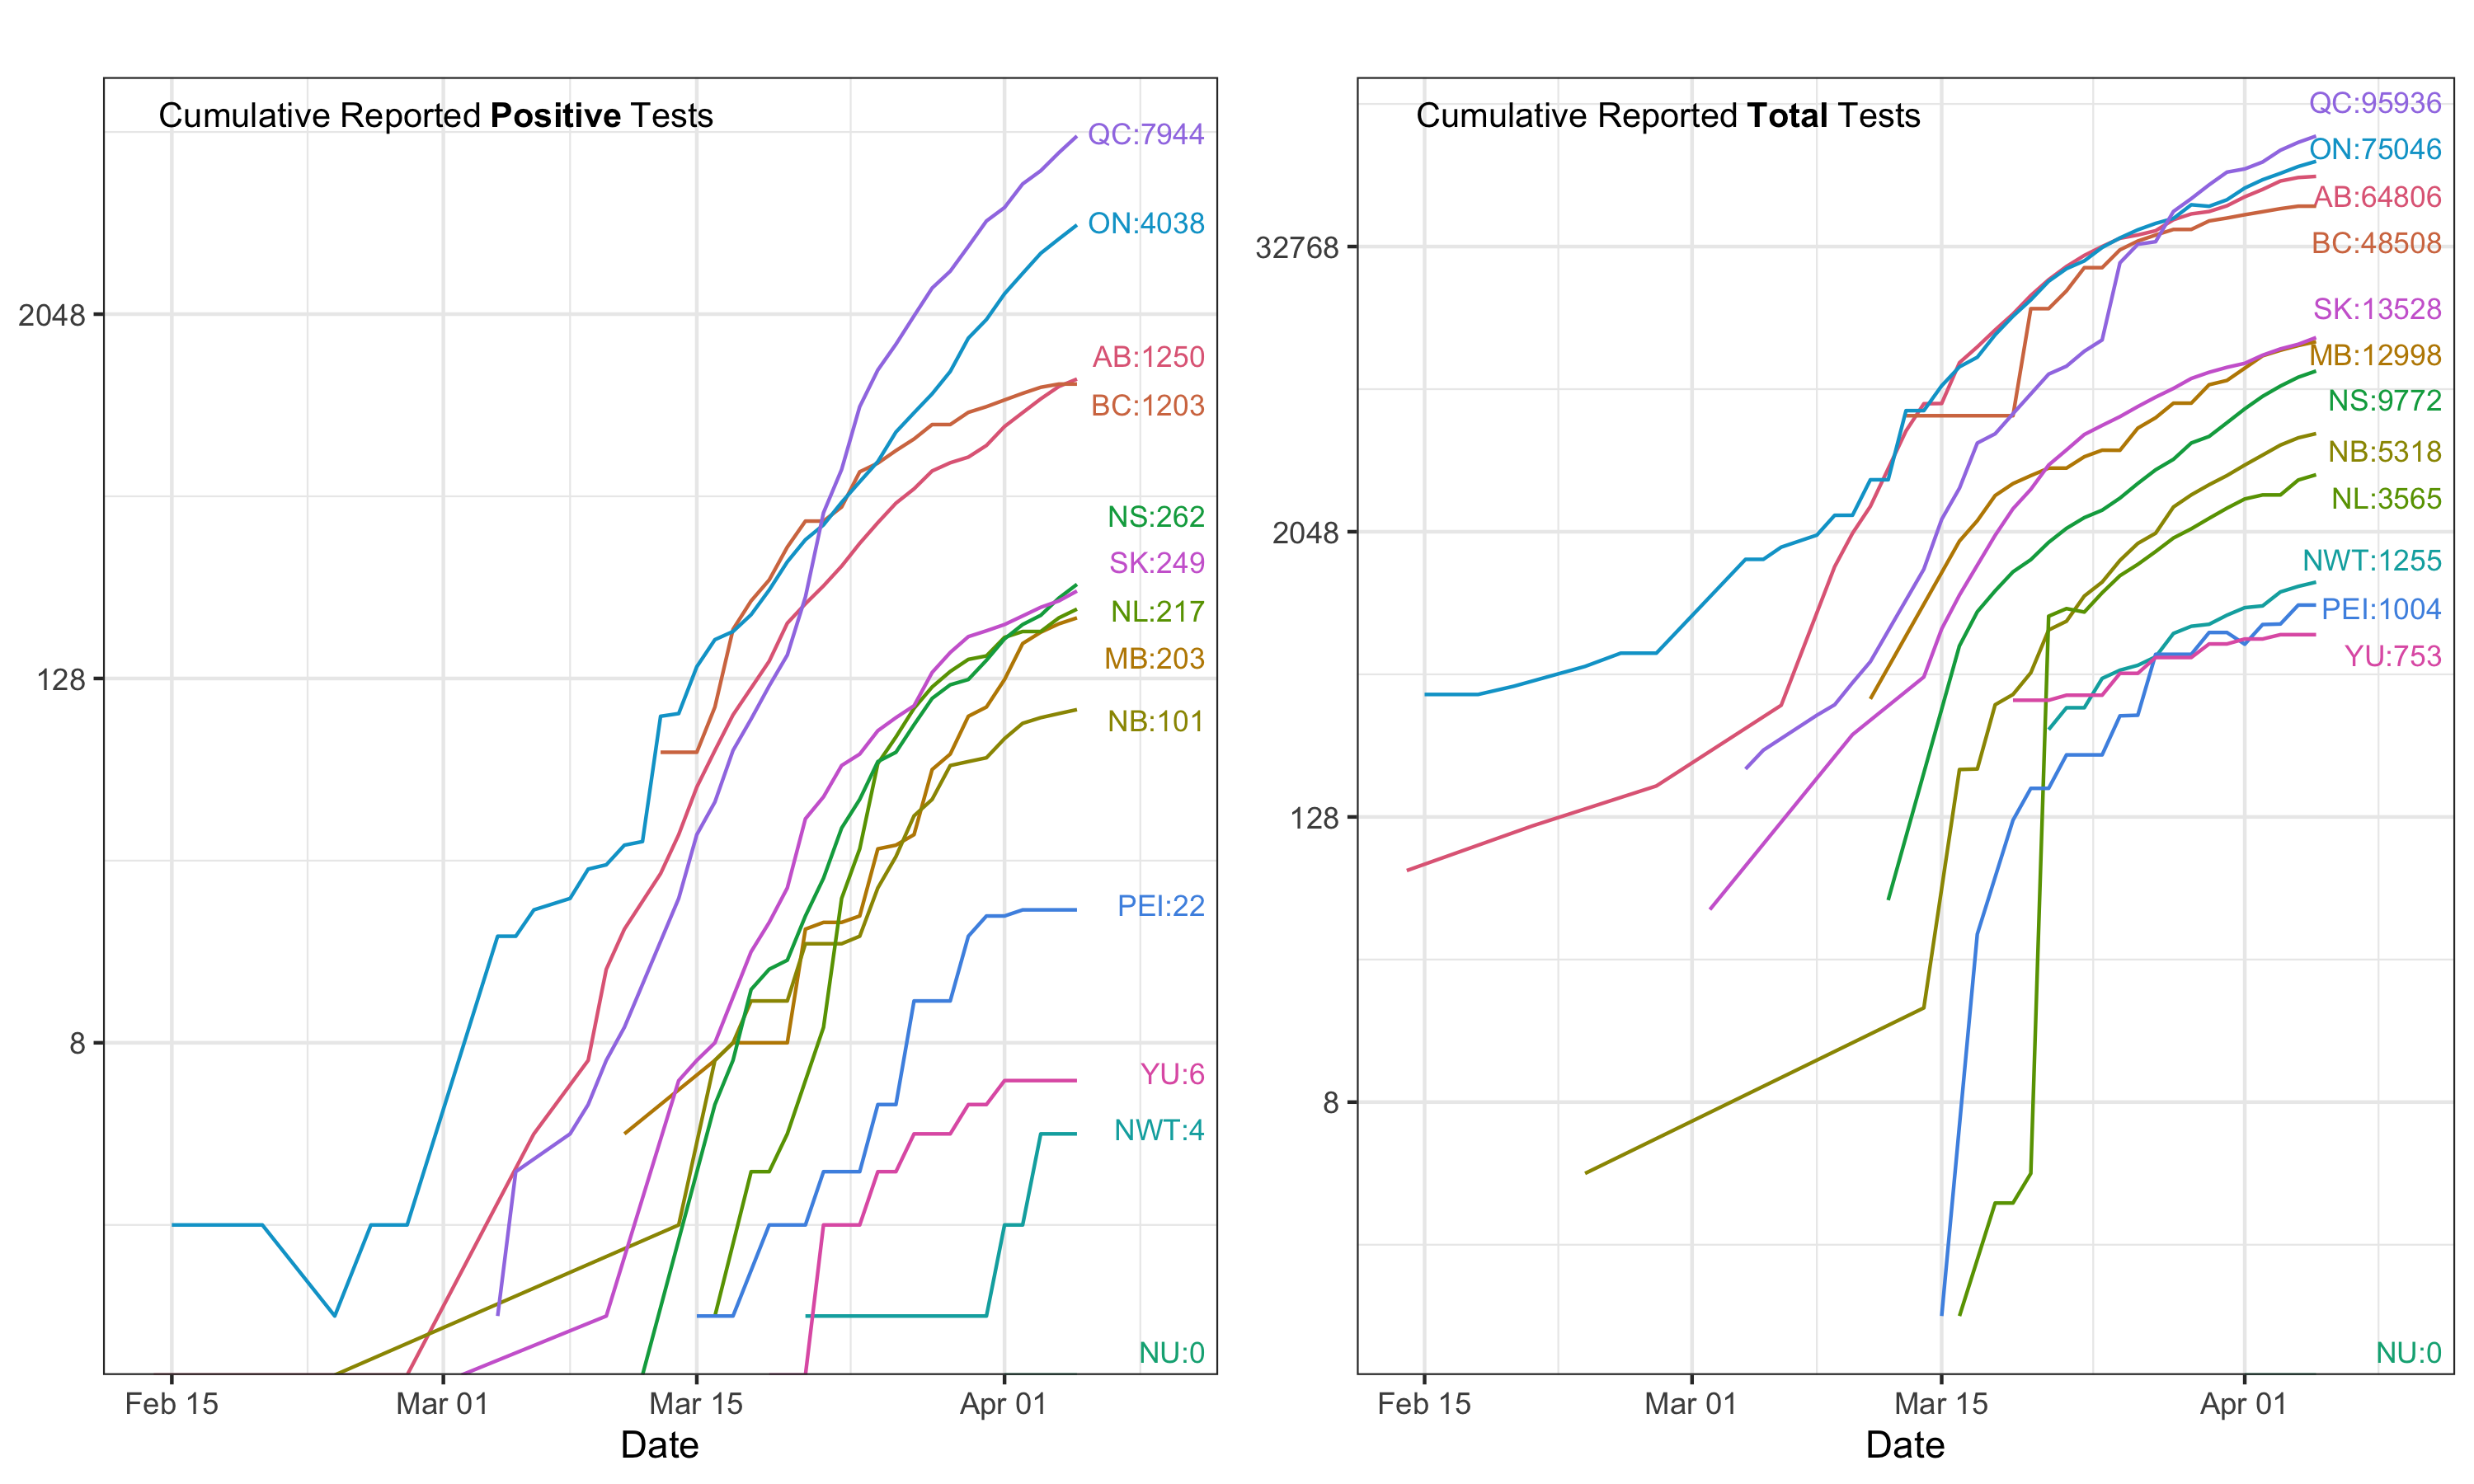 Cumulative Reported Positive Tests
QC:7944
ON:4038
2048
AB:1250
BC:1203
NS:262
SK:249
NL:217
128
MB:203
NB:101
PEI:22
8
YU:6
NWT:4
NU:0
Feb 15
Mar 01
Mar 15
Apr 01
Date
Cumulative Reported Total Tests
QC:95936
ON:75046
AB:64806
32768
BC:48508
SK:13528
MB:12998
NS:9772
NB:5318
NL:3565
2048
NWT:1255
PEI:1004
YU:753
128
8
NU:0
Feb 15
Mar 01
Mar 15
Apr 01
Date